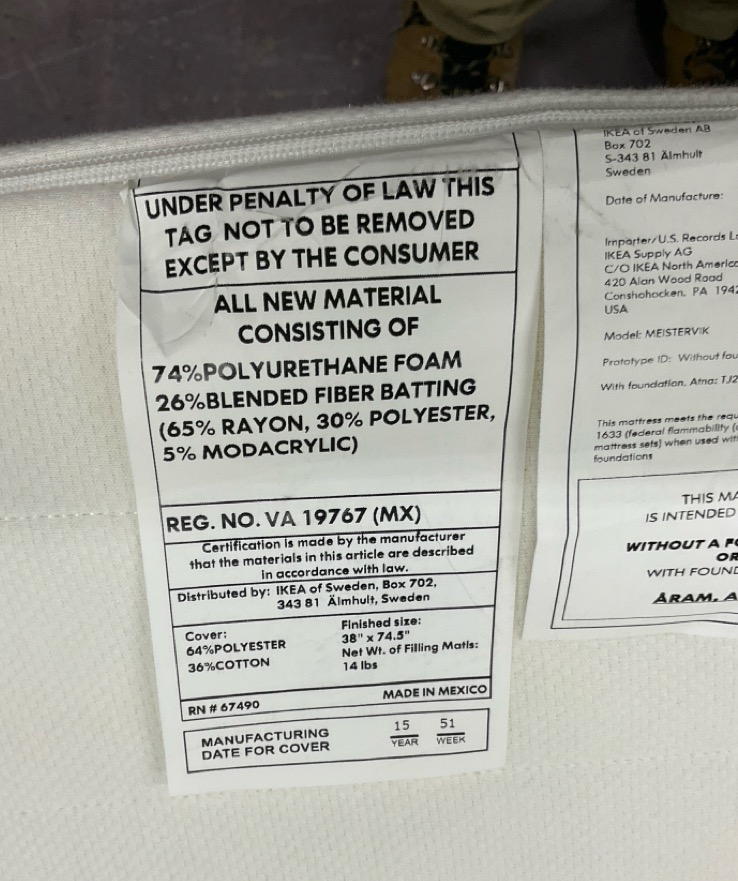 UNDER PENALTY OF LAW THIS
TAG NOT TO BE REMOVED
EXCEPT BY THE CONSUMER
ALL NEW MATERIAL
CONSISTING OF
74%POLYURETHANE FOAM
26%BLENDED FIBER BATTING
(65% RAYON, 30% POLYESTER,
5% MODACRYLIC)
REG. NO. VA 19767 (MX)
Certification is made by the manufacturer
that the materials in this article are described
in accordance with law.
Distributed by: IKEA of Sweden, Box 702,
343 81 Älmhult, Sweden
Cover:
64%POLYESTER
36%COTTON
Finished size:
38" x 74.5"
Net Wt. of Filling Matls:
14 lbs
RN # 67490
MADE IN MEXICO
MANUFACTURING
DATE FOR COVER
15 51
YEAR WEEK
IKEA of Sweden AB
Box 702
S-343 81 Älmhult
Sweden
Date of Manufacture:
Importer/U.S. Records
IKEA Supply AG
C/O IKEA North
420 Alan Wood Road
Conshohocken, PA
USA
Model: MEISTERVIK
Prototype ID: Without
With foundation, Atna:
This mattress meets the
1633 (federal flammability
mattress sets) when used
foundations
THIS
IS INTENDED
WITHOUT A
OR
WITH
ÅRAM,